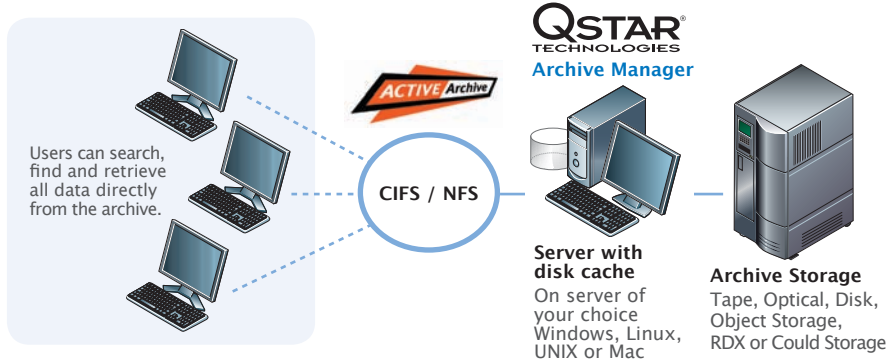 Users can search,
find and retrieve
all data directly
from the archive.
ACTIVE Archive
CIFS / NFS
QSTAR®
TECHNOLOGIES
Archive Manager
Server with
disk cache
On server of
your choice
Windows, Linux,
UNIX or Mac
Archive Storage
Tape, Optical, Disk,
Object Storage,
RDX or Could Storage